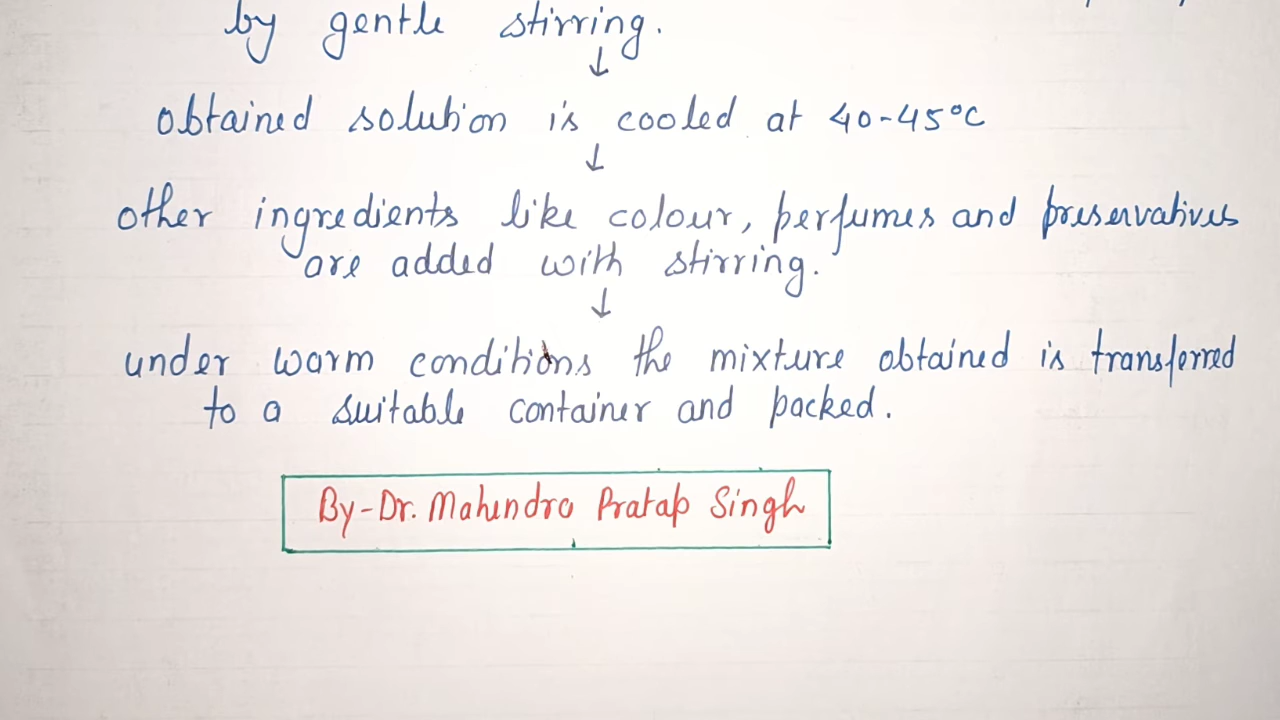 by gentle stirring.
↓
obtained solution is cooled at 40-45°C
↓
other ingredients like colour, perfumes and preservatives
are added with stirring.
↓
under warm conditions the mixture obtained is transferred
to a suitable container and packed.
By-Dr. Mahendra Pratap Singh